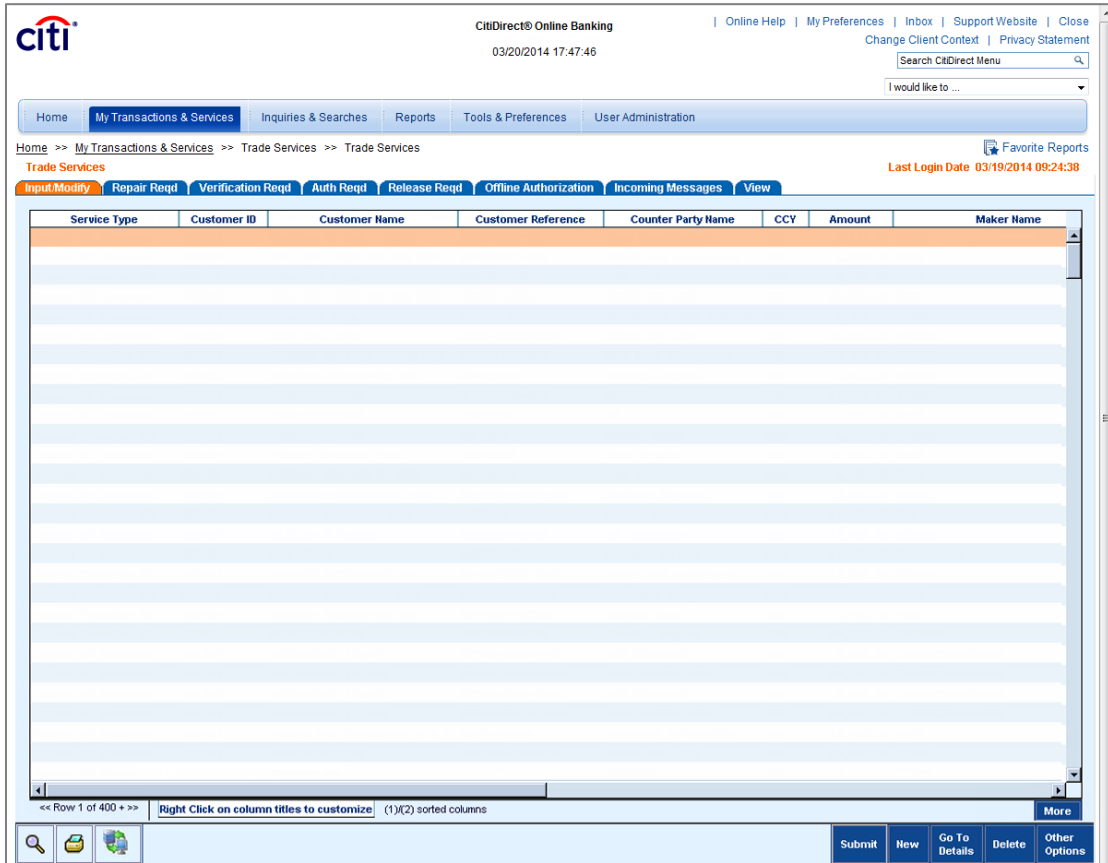 citi
CitiDirect® Online Banking
03/20/2014 17:47:46
| Online Help | My Preferences | Inbox | Support Website | Close
Change Client Context | Privacy Statement
Search CitiDirect Menu
I would like to ...
Home My Transactions & Services Inquiries & Searches Reports Tools & Preferences User Administration
Home >> My Transactions & Services >> Trade Services >> Trade Services
Favorite Reports
Trade Services
Last Login Date 03/19/2014 09:24:38
Input/Modify Repair Reqd Verification Reqd Auth Reqd Release Reqd Offline Authorization Incoming Messages View
Service Type Customer ID Customer Name Customer Reference Counter Party Name CCY Amount Maker Name
<< Row 1 of 400 + >> Right Click on column titles to customize (1)/(2) sorted columns
More
Submit New Go To Details Delete Other Options